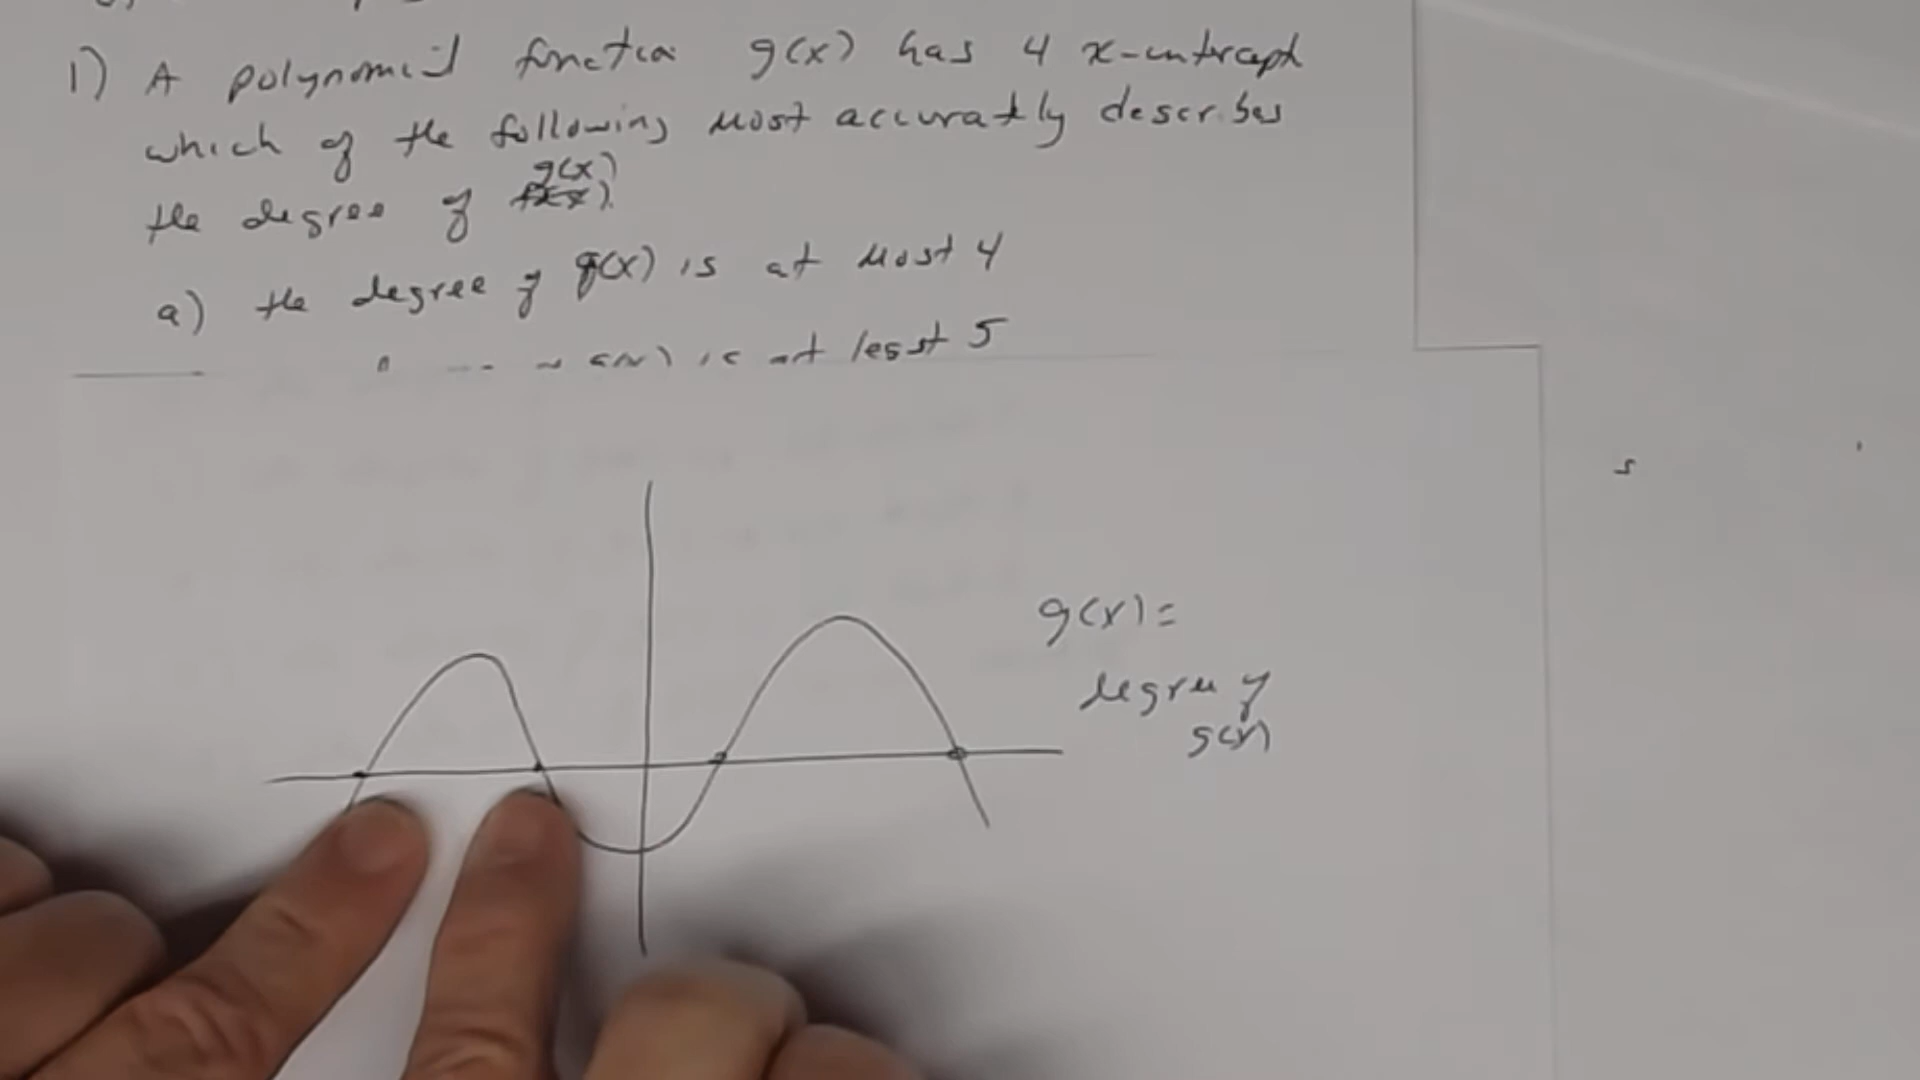 1) A polynomial function g(x) has 4 x-intercept
which of the following most accurately describes
g(x)
the degree of
a) the degree of g(x) is at most 4
is at least 5
g(x) =
degree of
g(x)
s